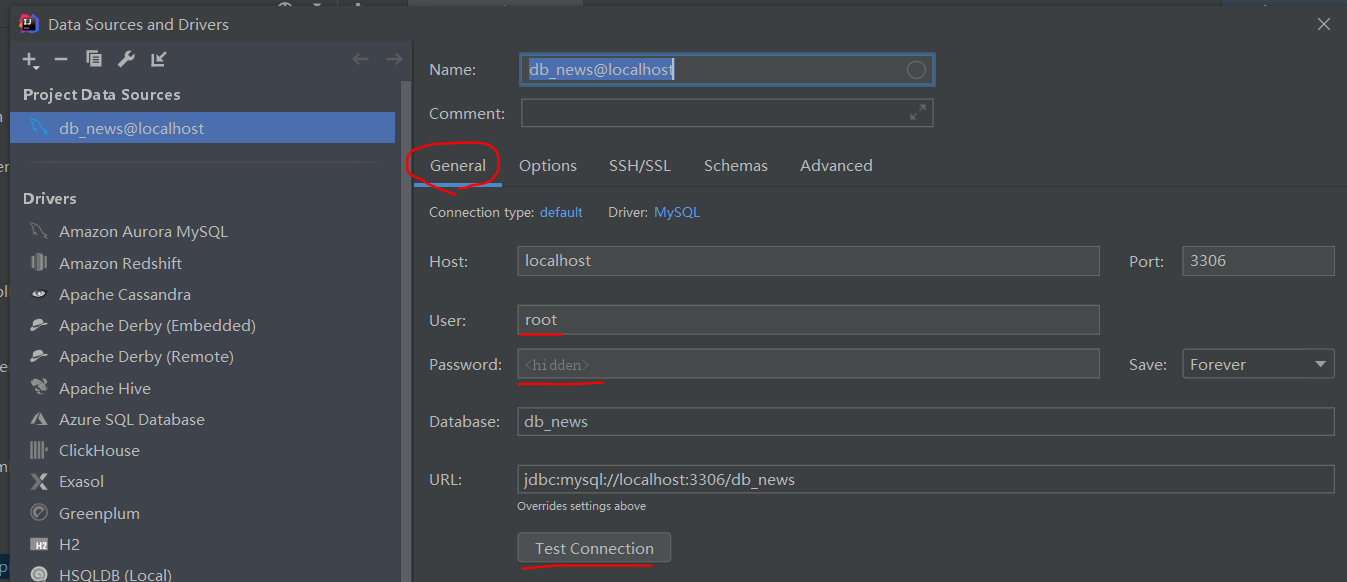 Data Sources and Drivers
Project Data Sources
db_news@localhost
Drivers
Amazon Aurora MySQL
Amazon Redshift
Apache Cassandra
Apache Derby (Embedded)
Apache Derby (Remote)
Apache Hive
Azure SQL Database
ClickHouse
Exasol
Greenplum
H2 H2
HSQLDB (Local)
Name: db_news@localhost
Comment:
General Options SSH/SSL Schemas Advanced
Connection type: default Driver: MySQL
Host: localhost Port: 3306
User: root
Password: <hidden> Save: Forever
Database: db_news
URL: jdbc:mysql://localhost:3306/db_news
Overrides settings above
Test Connection